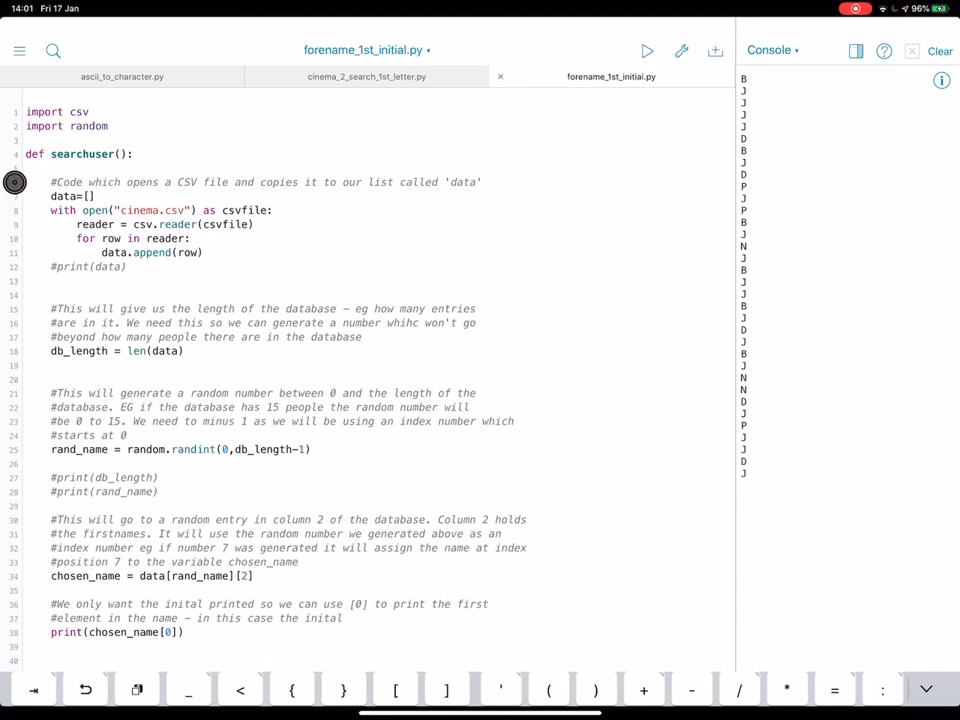 14:01 Fri 17 Jan
96%
forename_1st_initial.py
Console
Clear
ascii_to_character.py
cinema_2_search_1st_letter.py
forename_1st_initial.py
1 import csv
2 import random
3
4 def searchuser():
5
#Code which opens a CSV file and copies it to our list called 'data'
7 data=[]
8 with open("cinema.csv") as csvfile:
9 reader = csv.reader(csvfile)
10 for row in reader:
11 data.append(row)
12 #print(data)
13
14
15 #This will give us the length of the database – eg how many entries
16 #are in it. We need this so we can generate a number whihc won't go
17 #beyond how many people there are in the database
18 db_length = len(data)
19
20
21 #This will generate a random number between 0 and the length of the
22 #database. EG if the database has 15 people the random number will
23 #be 0 to 15. We need to minus 1 as we will be using an index number which
24 #starts at 0
25 rand_name = random.randint(0,db_length-1)
26
27 #print(db_length)
28 #print(rand_name)
29
30 #This will go to a random entry in column 2 of the database. Column 2 holds
31 #the firstnames. It will use the random number we generated above as an
32 #index number eg if number 7 was generated it will assign the name at index
33 #position 7 to the variable chosen_name
34 chosen_name = data[rand_name][2]
35
36 #We only want the inital printed so we can use [0] to print the first
37 #element in the name – in this case the inital
38 print(chosen_name[0])
39
40
B
J
J
J
J
D
B
J
D
P
J
P
B
J
N
J
B
J
J
B
J
D
J
B
J
N
N
D
J
P
J
J
D
J
_ < { } [ ] ' ( ) + - / * = :